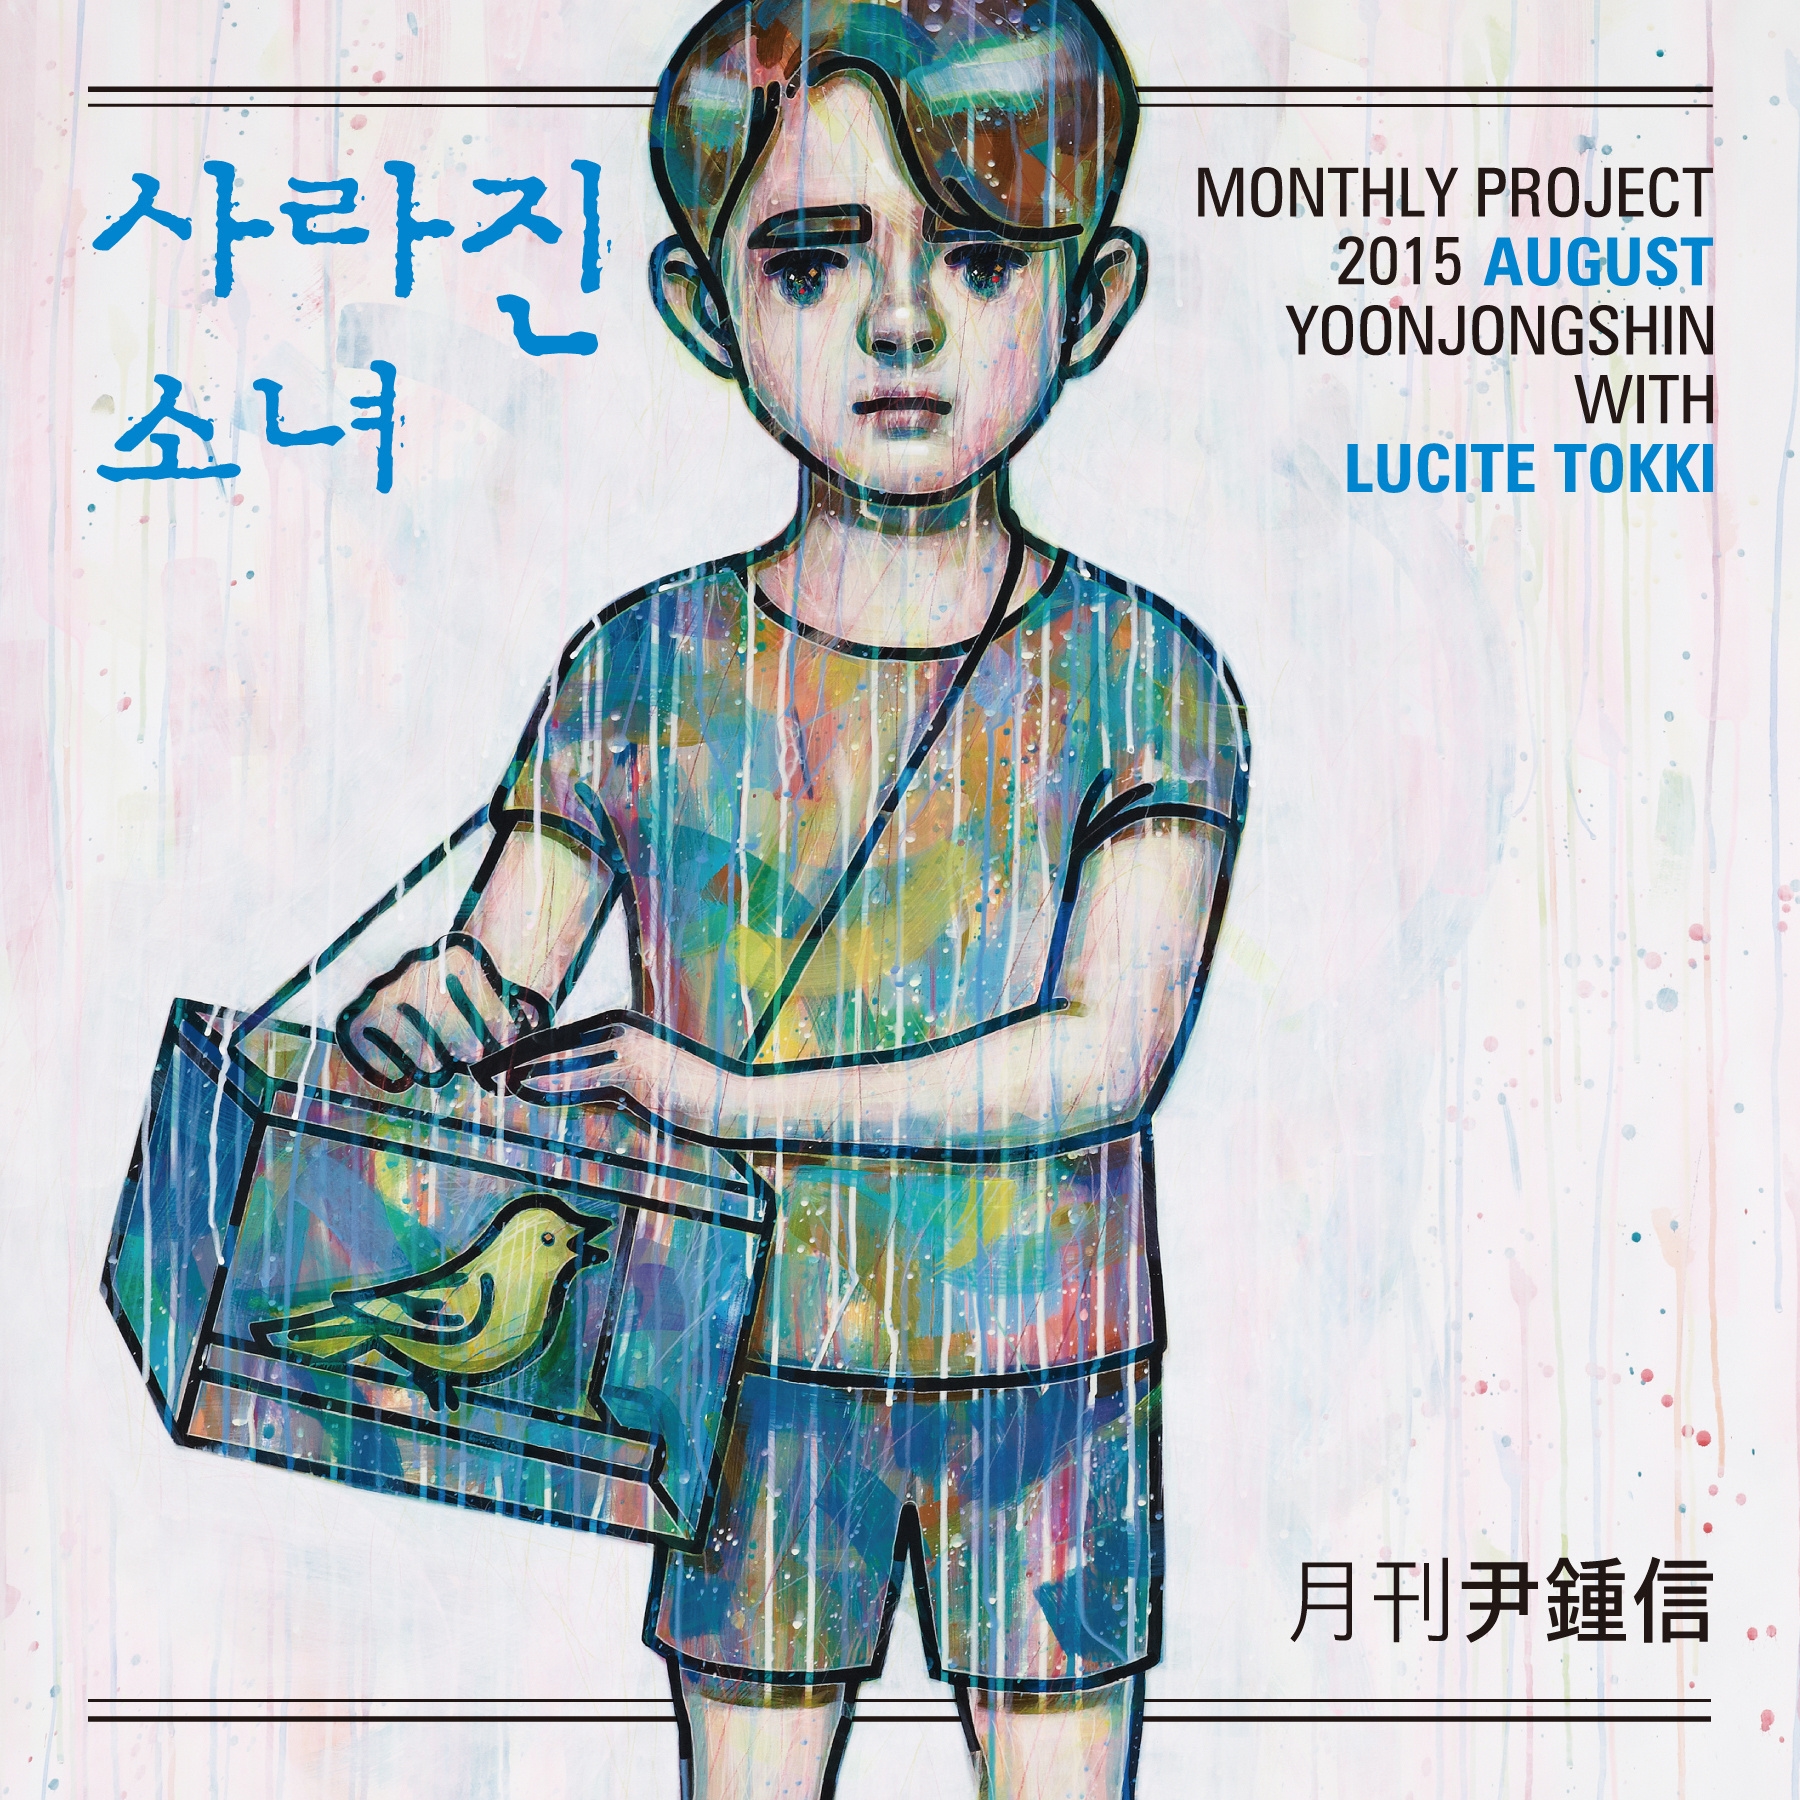 사라진
소녀
MONTHLY PROJECT
2015 AUGUST
YOONJONGSHIN
WITH
LUCITE TOKKI
月刊尹鍾信